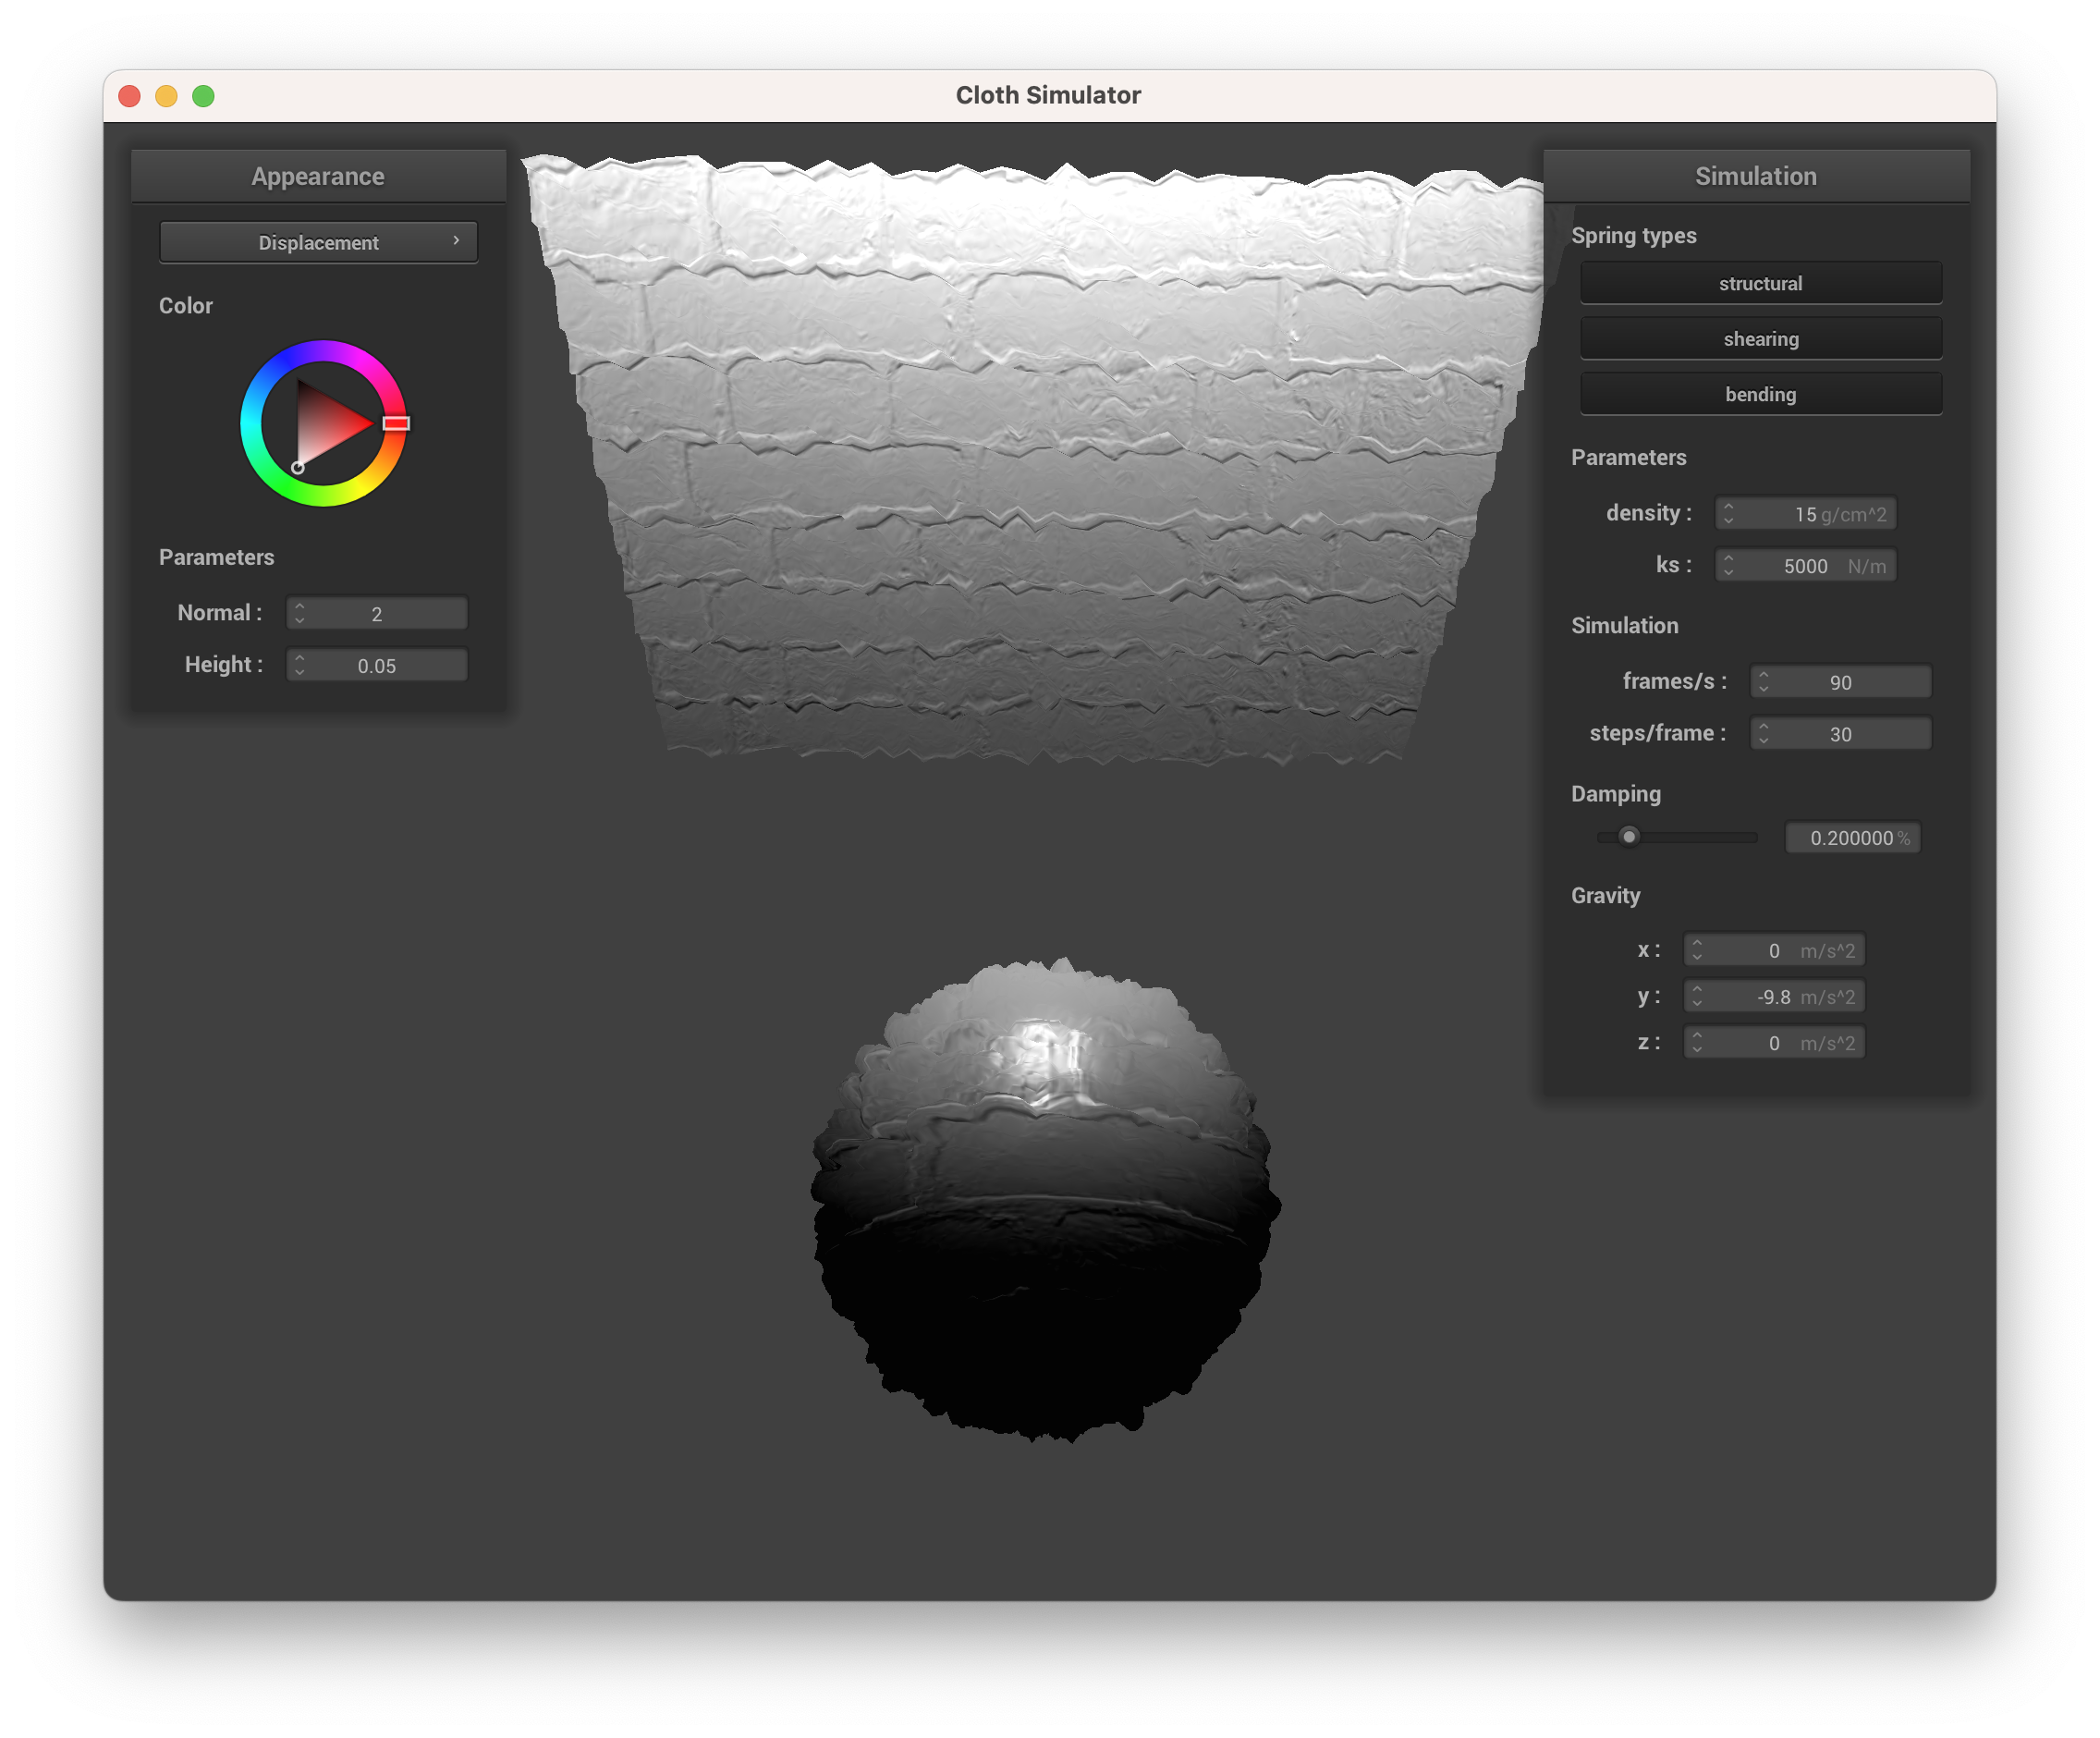 Cloth Simulator
Appearance
Displacement
Color
Parameters
Normal : 2
Height : 0.05
Simulation
Spring types
structural
shearing
bending
Parameters
density : 15 g/cm^2
ks : 5000 N/m
Simulation
frames/s : 90
steps/frame : 30
Damping
0.200000 %
Gravity
x : 0 m/s^2
y : -9.8 m/s^2
z : 0 m/s^2